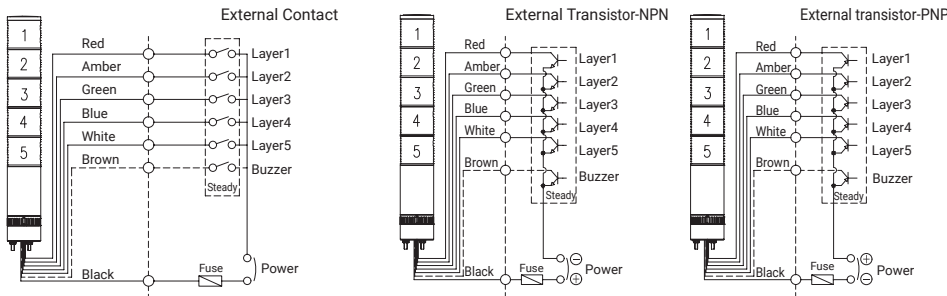 External Contact
1
2
3
4
5
Red
Amber
Green
Blue
White
Brown
Black
Layer1
Layer2
Layer3
Layer4
Layer5
Buzzer
Steady
Fuse
Power
External Transistor-NPN
1
2
3
4
5
Red
Amber
Green
Blue
White
Brown
Black
Layer1
Layer2
Layer3
Layer4
Layer5
Buzzer
Steady
Fuse
⊖
⊕
Power
External transistor-PNP
1
2
3
4
5
Red
Amber
Green
Blue
White
Brown
Black
Layer1
Layer2
Layer3
Layer4
Layer5
Buzzer
Steady
Fuse
⊕
⊖
Power